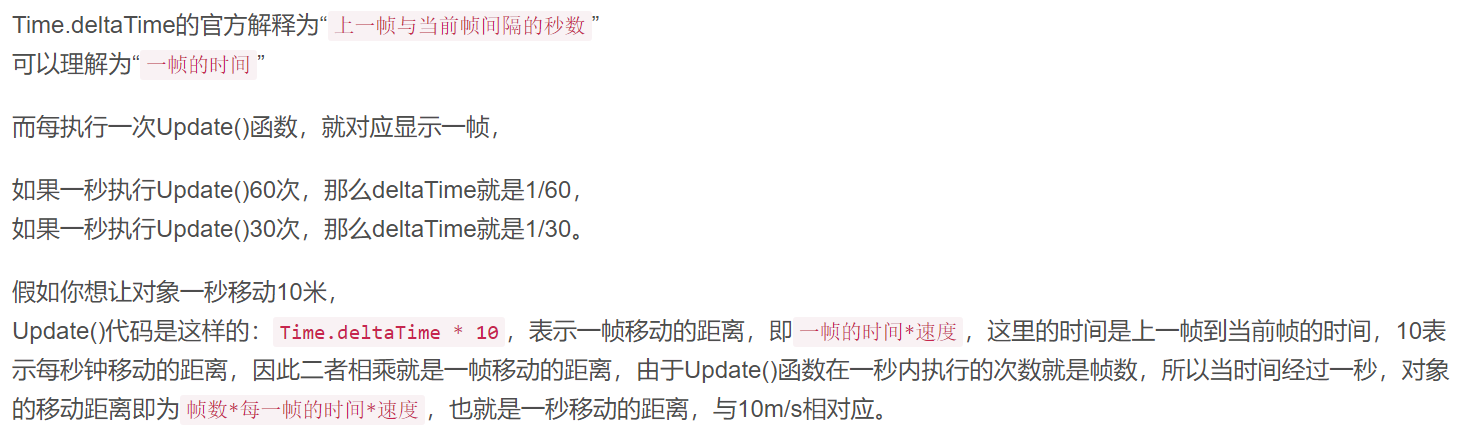 Time.deltaTime的官方解释为“上一帧与当前帧间隔的秒数”
可以理解为“一帧的时间”
而每执行一次Update()函数，就对应显示一帧，
如果一秒执行Update()60次，那么deltaTime就是1/60，
如果一秒执行Update()30次，那么deltaTime就是1/30。
假如你想让对象一秒移动10米，
Update()代码是这样的：Time.deltaTime * 10，表示一帧移动的距离，即一帧的时间*速度，这里的时间是上一帧到当前帧的时间，10表
示每秒钟移动的距离，因此二者相乘就是一帧移动的距离，由于Update()函数在一秒内执行的次数就是帧数，所以当时间经过一秒，对象
的移动距离即为帧数*每一帧的时间*速度，也就是一秒移动的距离，与10m/s相对应。